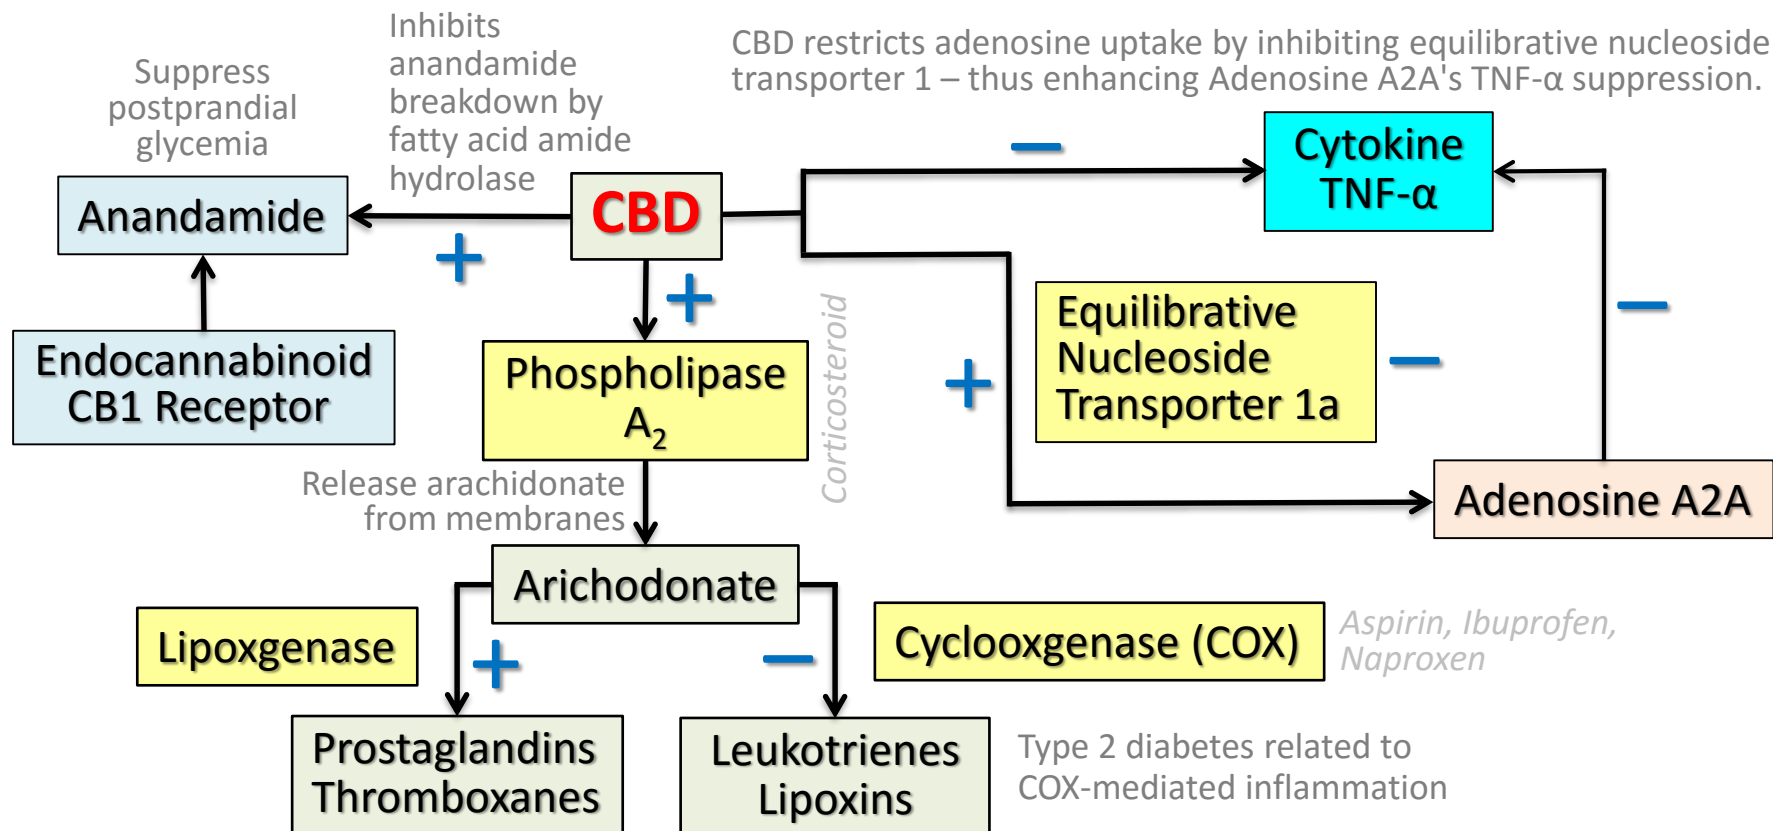 Suppress
postprandial
glycemia
Inhibits
anandamide
breakdown by
fatty acid amide
hydrolase
CBD restricts adenosine uptake by inhibiting equilibrative nucleoside
transporter 1 – thus enhancing Adenosine A2A's TNF-α suppression.
Anandamide
+
CBD
−
Cytokine
TNF-α
Endocannabinoid
CB1 Receptor
+
Phospholipase
A₂
Corticosteroid
+
Equilibrative
Nucleoside
Transporter 1a
−
−
Release arachidonate
from membranes
Adenosine A2A
Arichodonate
Lipoxgenase
+
−
Cyclooxgenase (COX)
Aspirin, Ibuprofen,
Naproxen
Prostaglandins
Thromboxanes
Leukotrienes
Lipoxins
Type 2 diabetes related to
COX-mediated inflammation